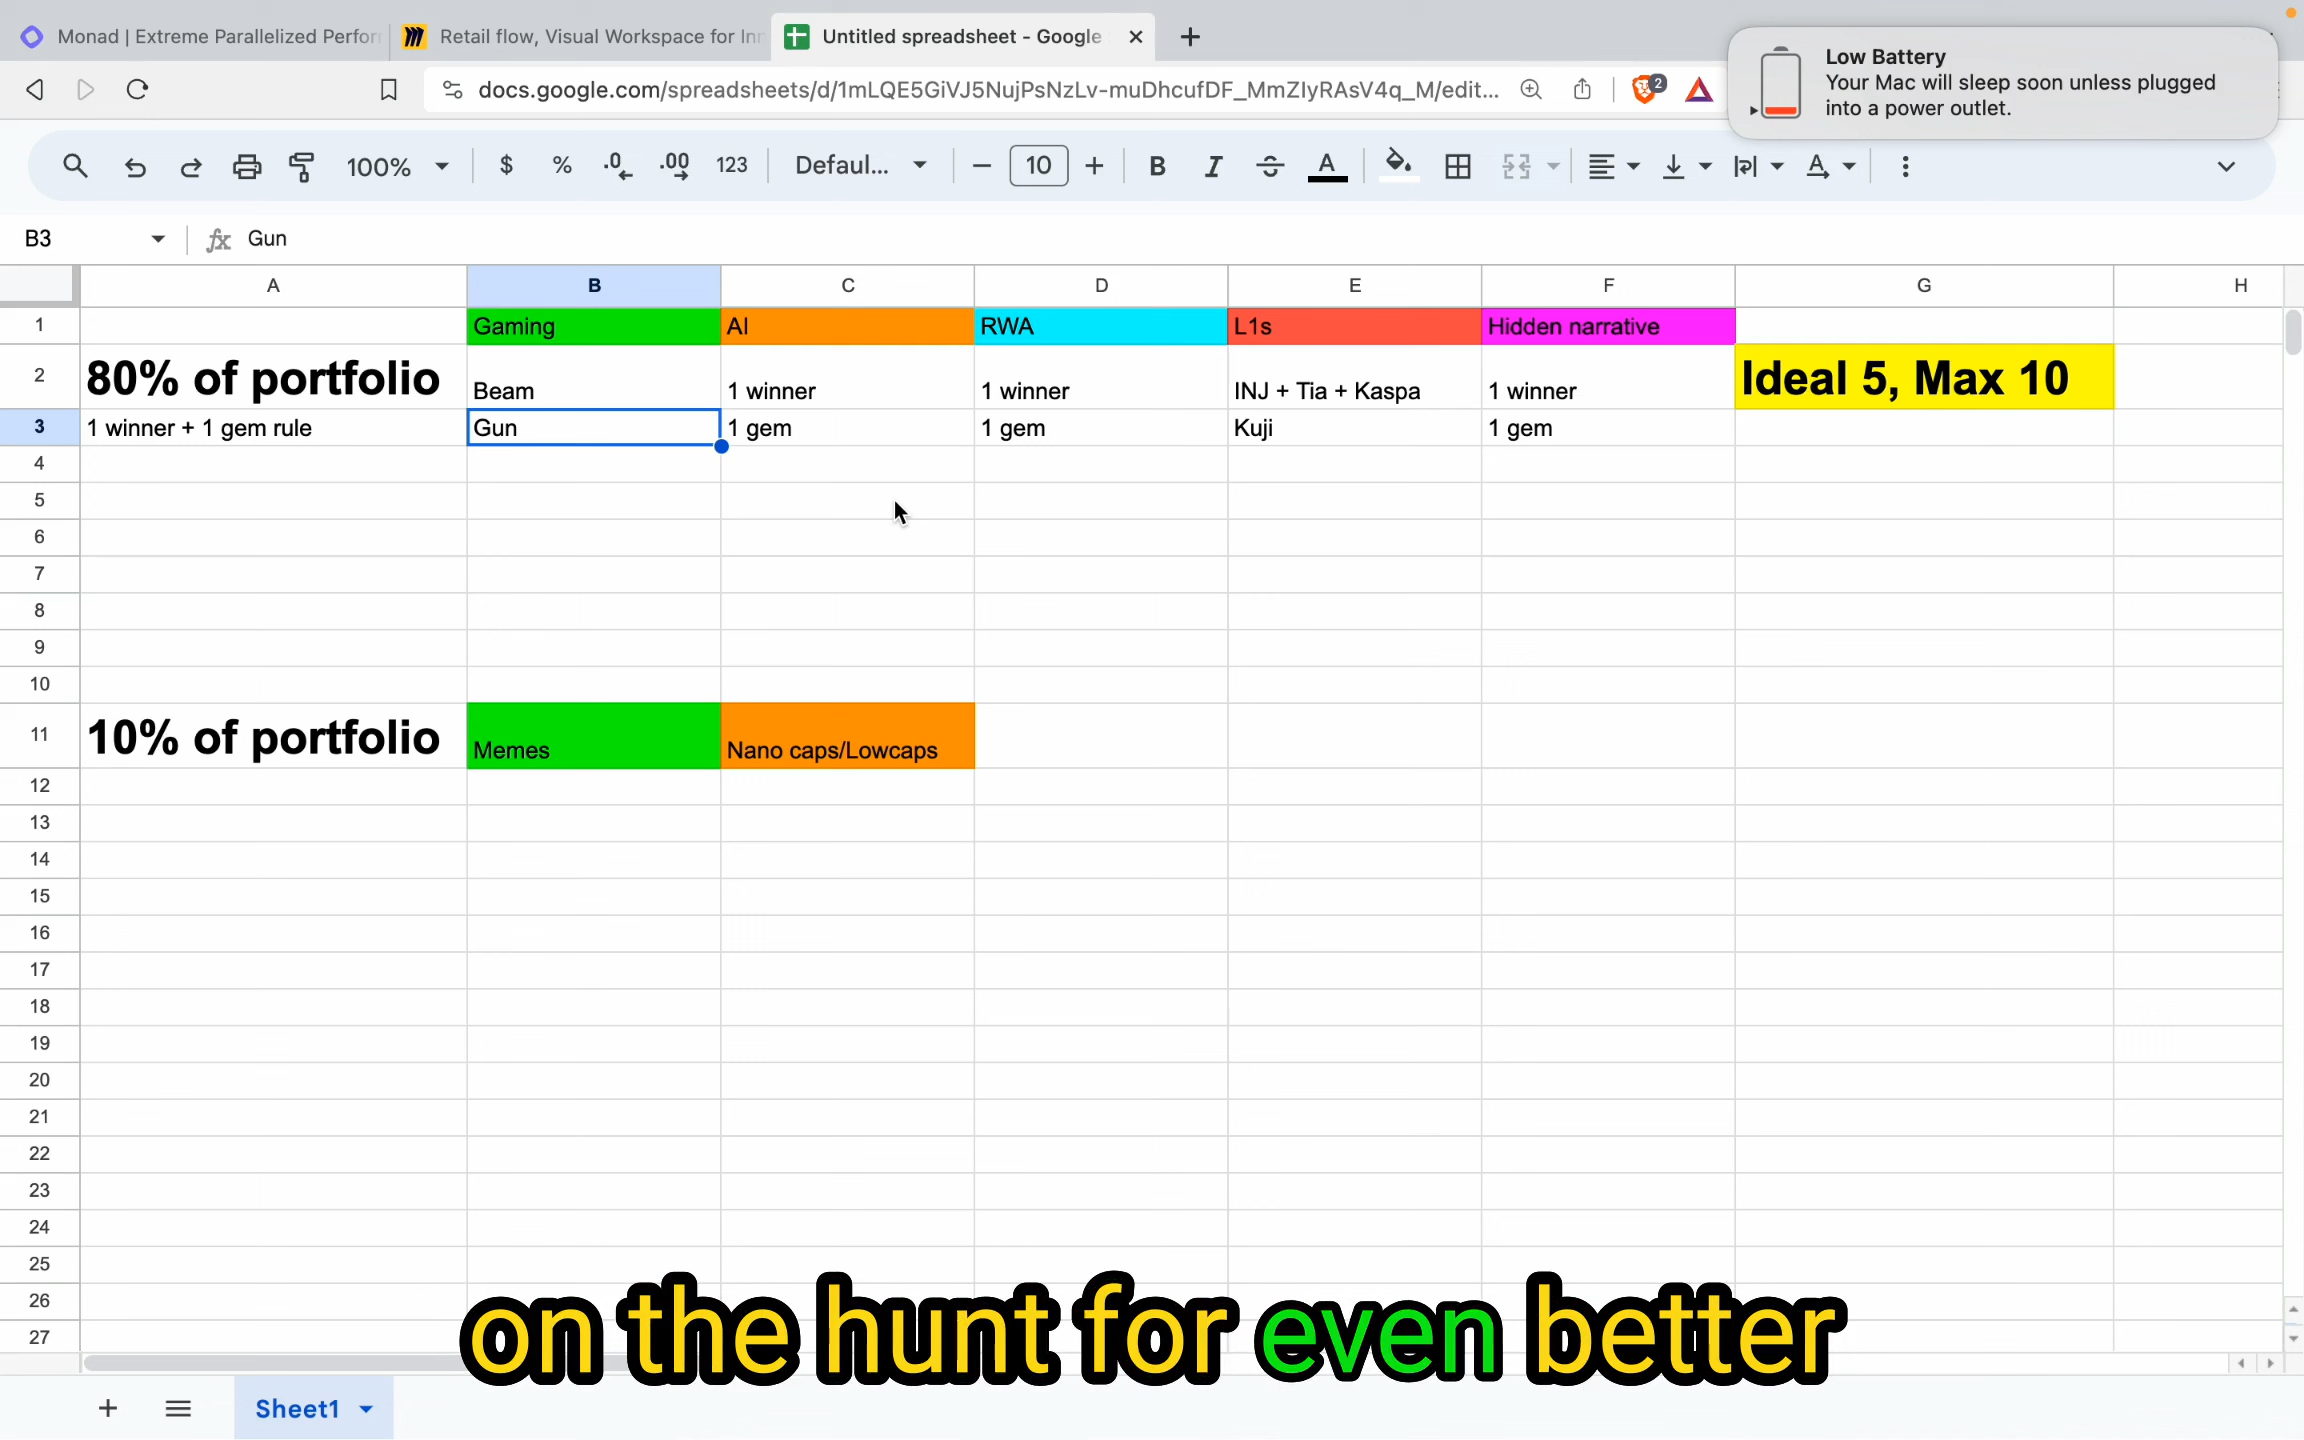 Monad | Extreme Parallelized Perfor
Retail flow, Visual Workspace for Inn
Untitled spreadsheet - Google
Low Battery
Your Mac will sleep soon unless plugged
into a power outlet.
docs.google.com/spreadsheets/d/1mLQE5GiVJ5NujPsNzLv-muDhcufDF_MmZIyRAsV4q_M/edit...
2
100%
$ % .0 .00 123
Defaul...
10
B I S A
B3
fx Gun
A B C D E F G H
1 Gaming AI RWA L1s Hidden narrative
2 80% of portfolio Beam 1 winner 1 winner INJ + Tia + Kaspa 1 winner Ideal 5, Max 10
3 1 winner + 1 gem rule Gun 1 gem 1 gem Kuji 1 gem
4
5
6
7
8
9
10
11 10% of portfolio Memes Nano caps/Lowcaps
12
13
14
15
16
17
18
19
20
21
22
23
24
25
26
27
on the hunt for even better
Sheet1